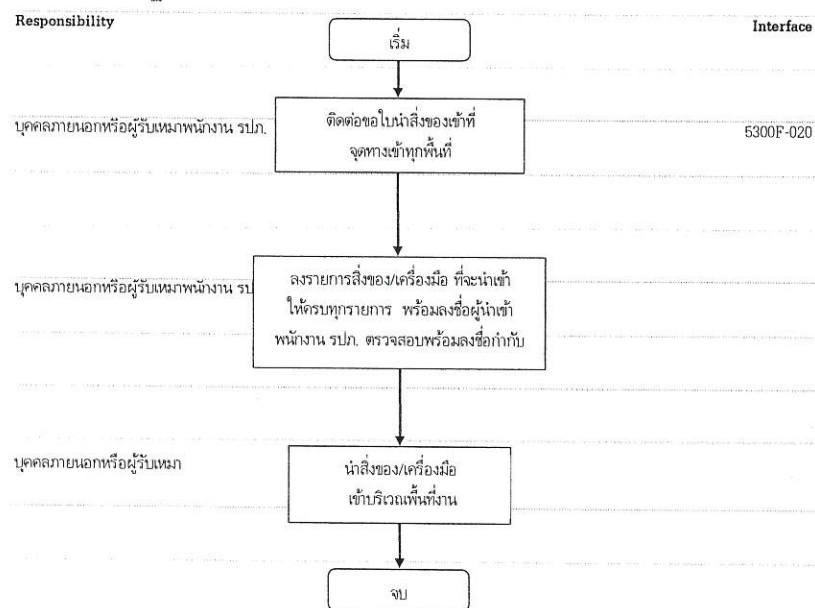 Responsibility
Interface
เริ่ม
บุคคลภายนอกหรือผู้รับเหมาพนักงาน รปภ.
ติดต่อขอใบนำสิ่งของเข้าที่
จุดทางเข้าทุกพื้นที่
5300F-020
บุคคลภายนอกหรือผู้รับเหมาพนักงาน รป
ลงรายการสิ่งของ/เครื่องมือ ที่จะนำเข้า
ให้ครบทุกรายการ พร้อมลงชื่อผู้นำเข้า
พนักงาน รปภ. ตรวจสอบพร้อมลงชื่อกำกับ
บุคคลภายนอกหรือผู้รับเหมา
นำสิ่งของ/เครื่องมือ
เข้าบริเวณพื้นที่งาน
จบ